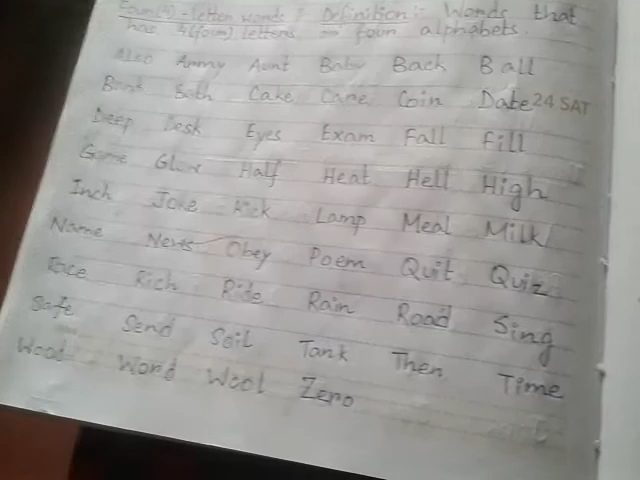 Four(4)-letter words: Definition:- Words that
has 4(four) letters or four alphabets.
Also Army Aunt Baby Back Ball
Bank Bath Cake Cane Coin Date 24 SAT
Deep Desk Eyes Exam Fall Fill
Game Half Heat Hell High
Inch Joke Kick Lamp Meal Milk
Name News Obey Poem Quit Quiz
Race Rich Ride Rain Road Sing
Safe Send Soil Tank Then Time
Wood Word Wool Zero